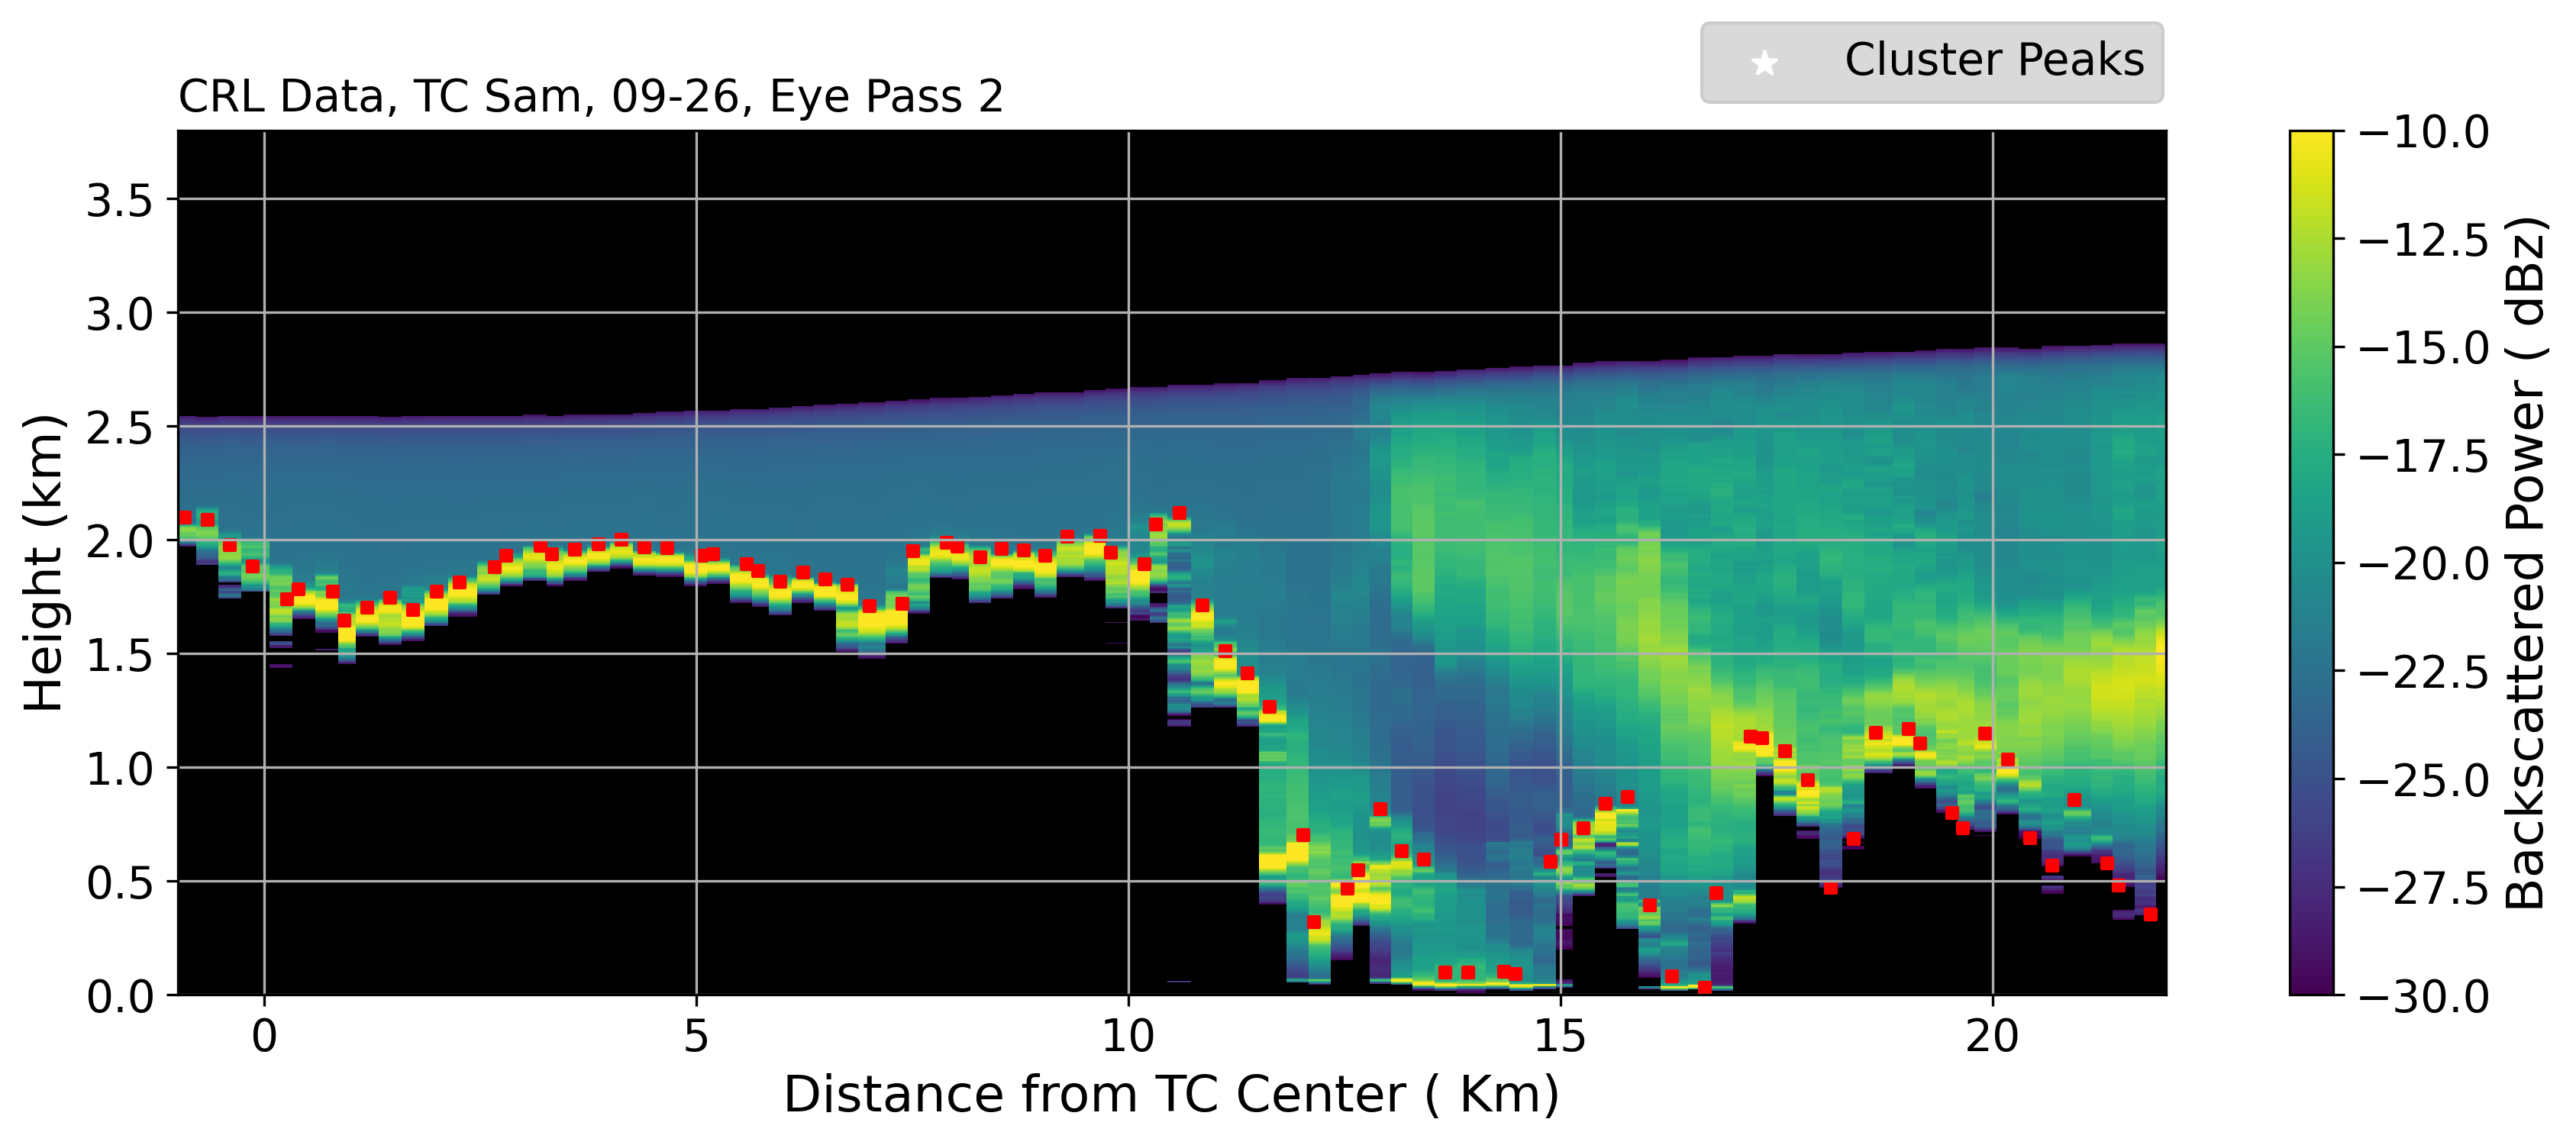 Cluster Peaks
CRL Data, TC Sam, 09-26, Eye Pass 2
3.5
3.0
2.5
2.0
1.5
1.0
0.5
0.0
Height (km)
0 5 10 15 20
Distance from TC Center ( Km)
−10.0
−12.5
−15.0
−17.5
−20.0
−22.5
−25.0
−27.5
−30.0
Backscattered Power ( dBz)